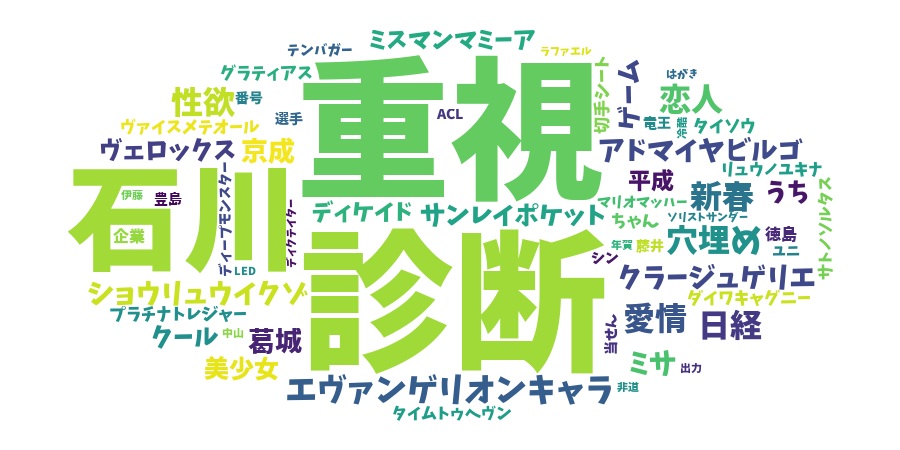 ミスマンマミーア
テンバガー
ラファエル
グラティアス
重視
切手シート
ゲーム
はがき
性欲
番号
恋人
選手
ACL
ヴァイスメテオール
竜王
タイソウ
ヴェロックス
京成
アドマイヤビルゴ
石川
リュウノユキナ
平成
新春
うち
伊藤
豊島
ディープモンスター
ディクテイター
ディケイド
サンレイポケット
マリオマッハー
ちゃん
ソリストサンダー
サトノソルタス
企業
診断
年賀
藤井
穴埋め
徳島
ユニ
シン
LED
クラージュゲリエ
ショウリュウイクゾ
ダイワキャグニー
プラチナトレジャー
愛情
日経
クール
中山
葛城
当せん
美少女
ミサ
出力
エヴァンゲリオンキャラ
非道
タイムトゥヘヴン